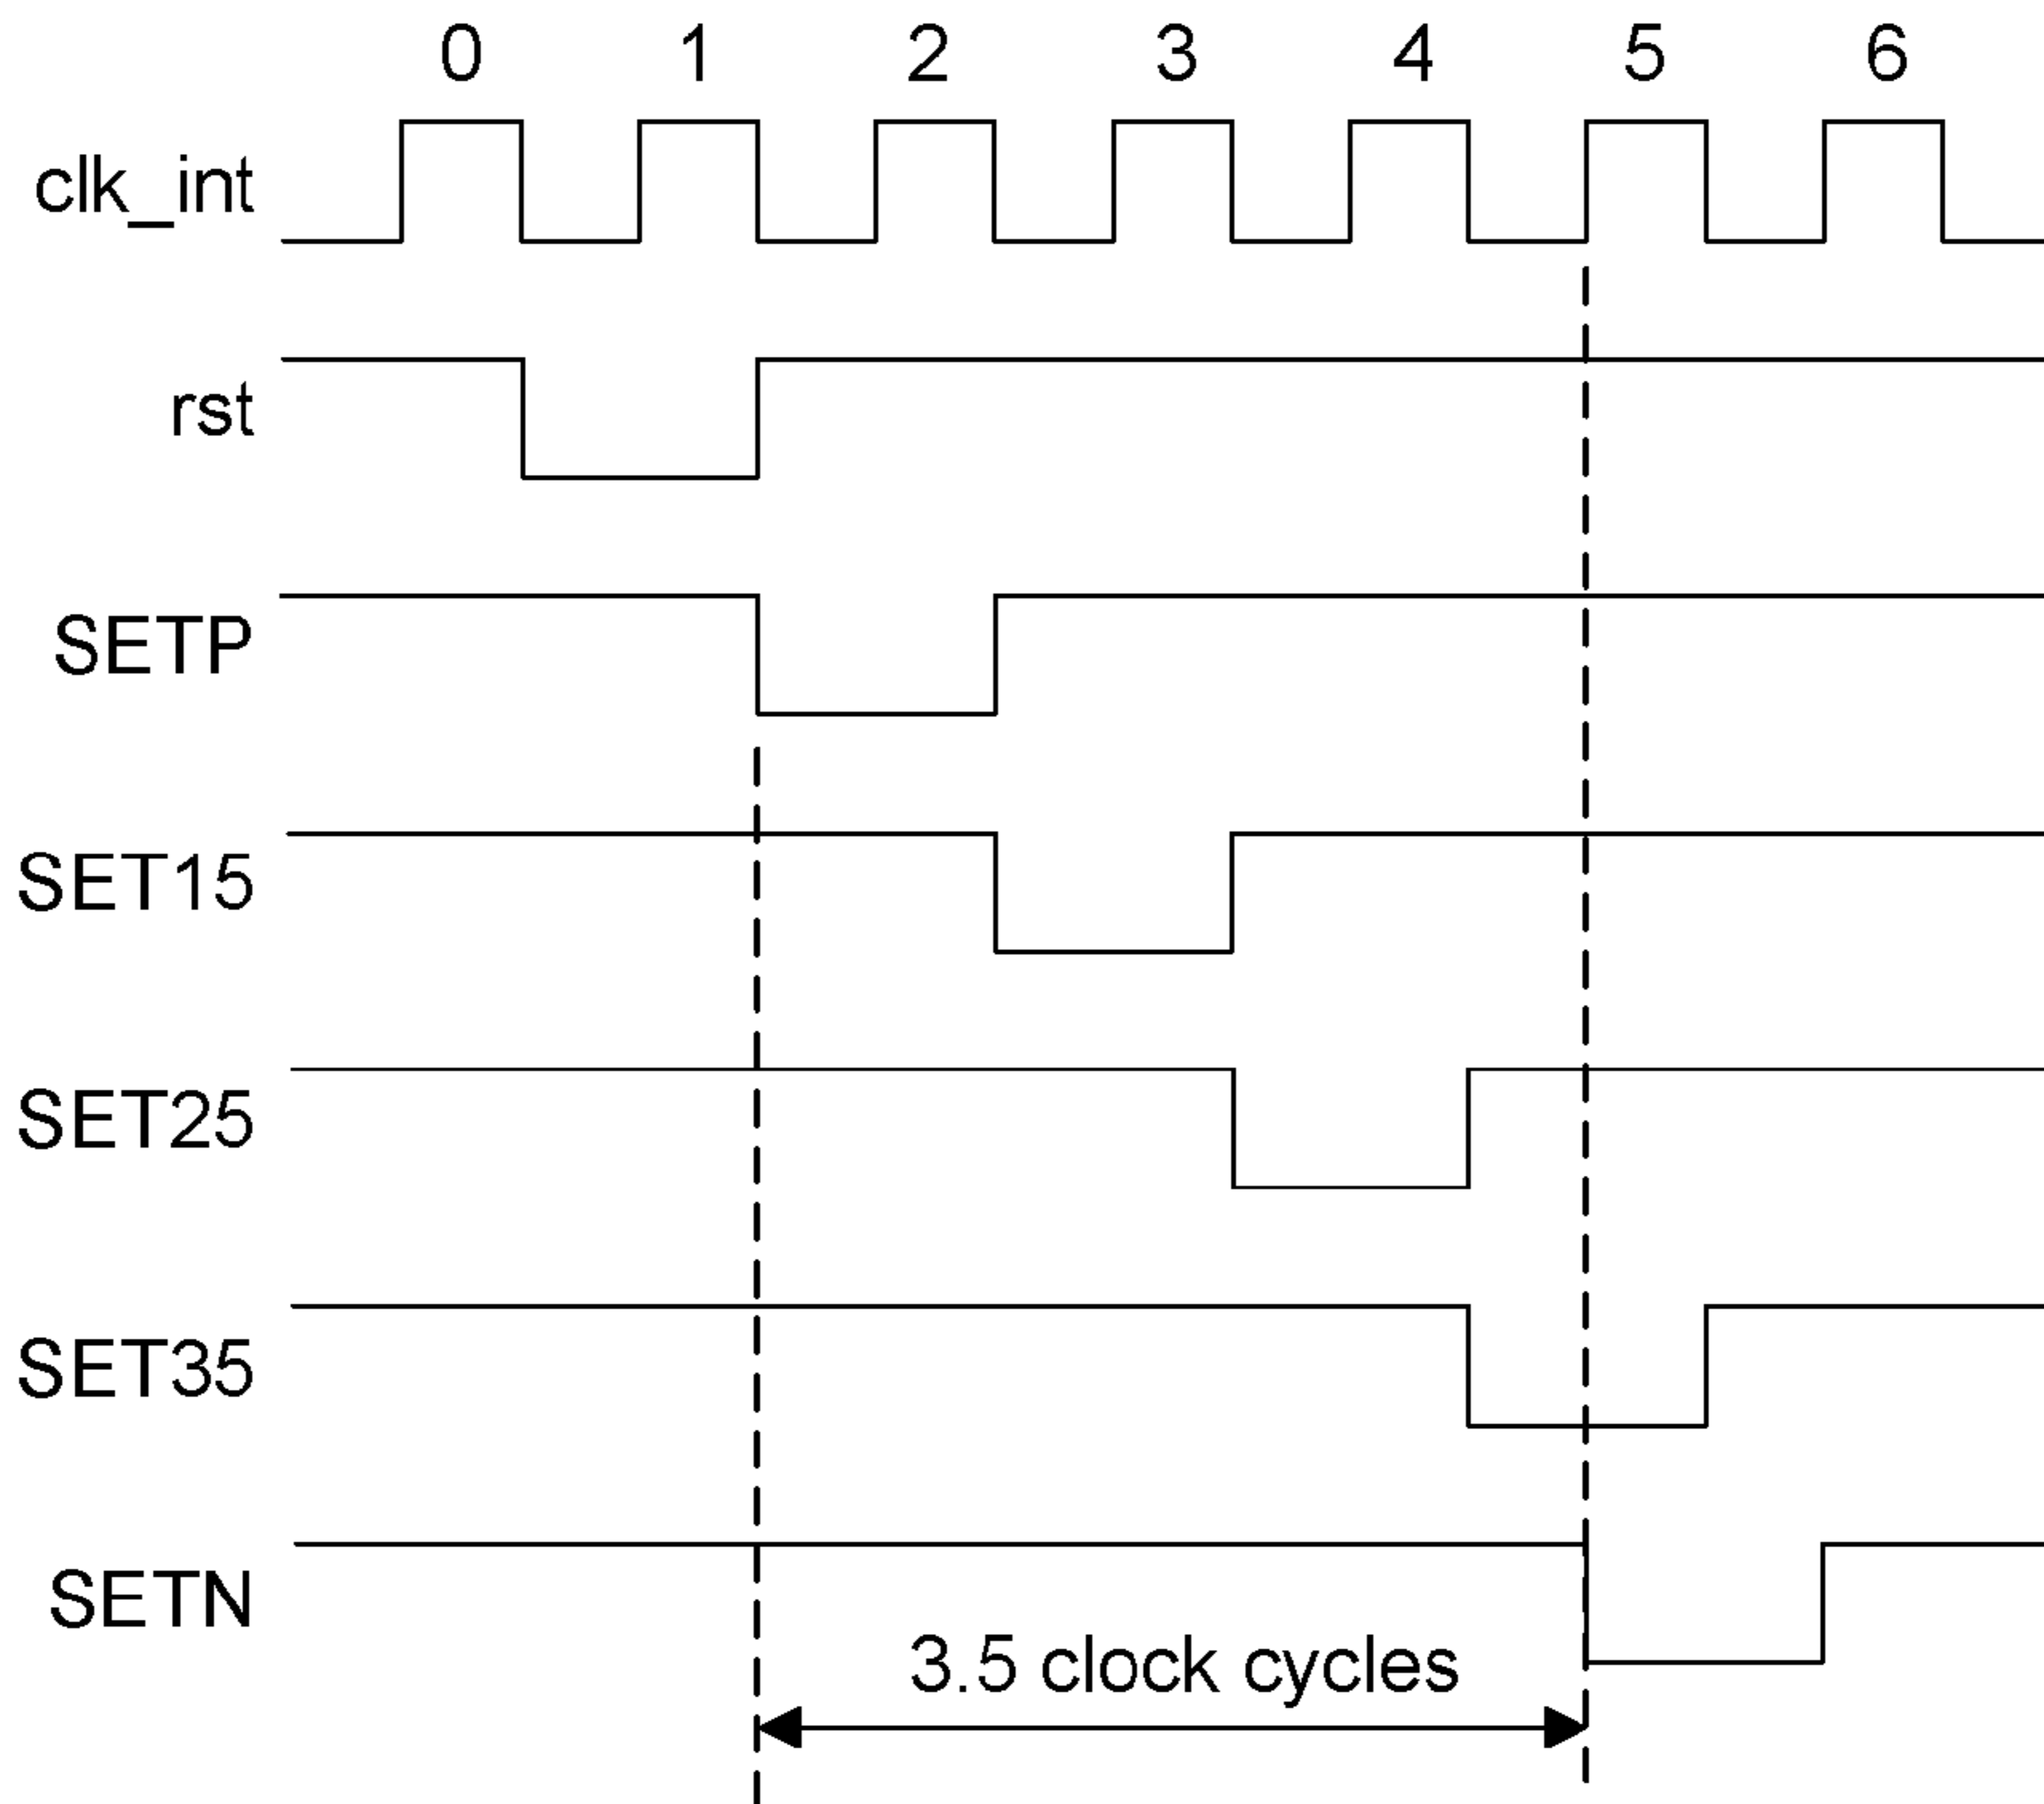 0 1 2 3 4 5 6
clk_int
rst
SETP
SET15
SET25
SET35
SETN
3.5 clock cycles